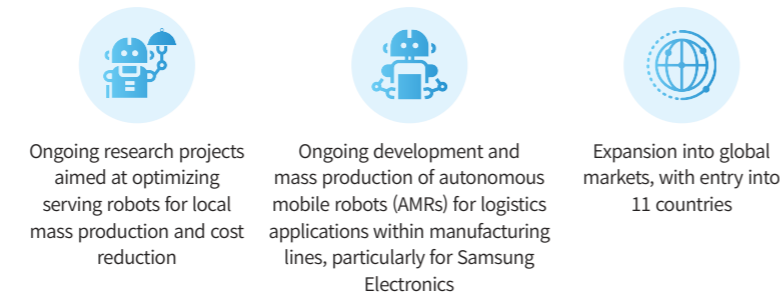 Ongoing research projects
aimed at optimizing
serving robots for local
mass production and cost
reduction
Ongoing development and
mass production of autonomous
mobile robots (AMRs) for logistics
applications within manufacturing
lines, particularly for Samsung
Electronics
Expansion into global
markets, with entry into
11 countries